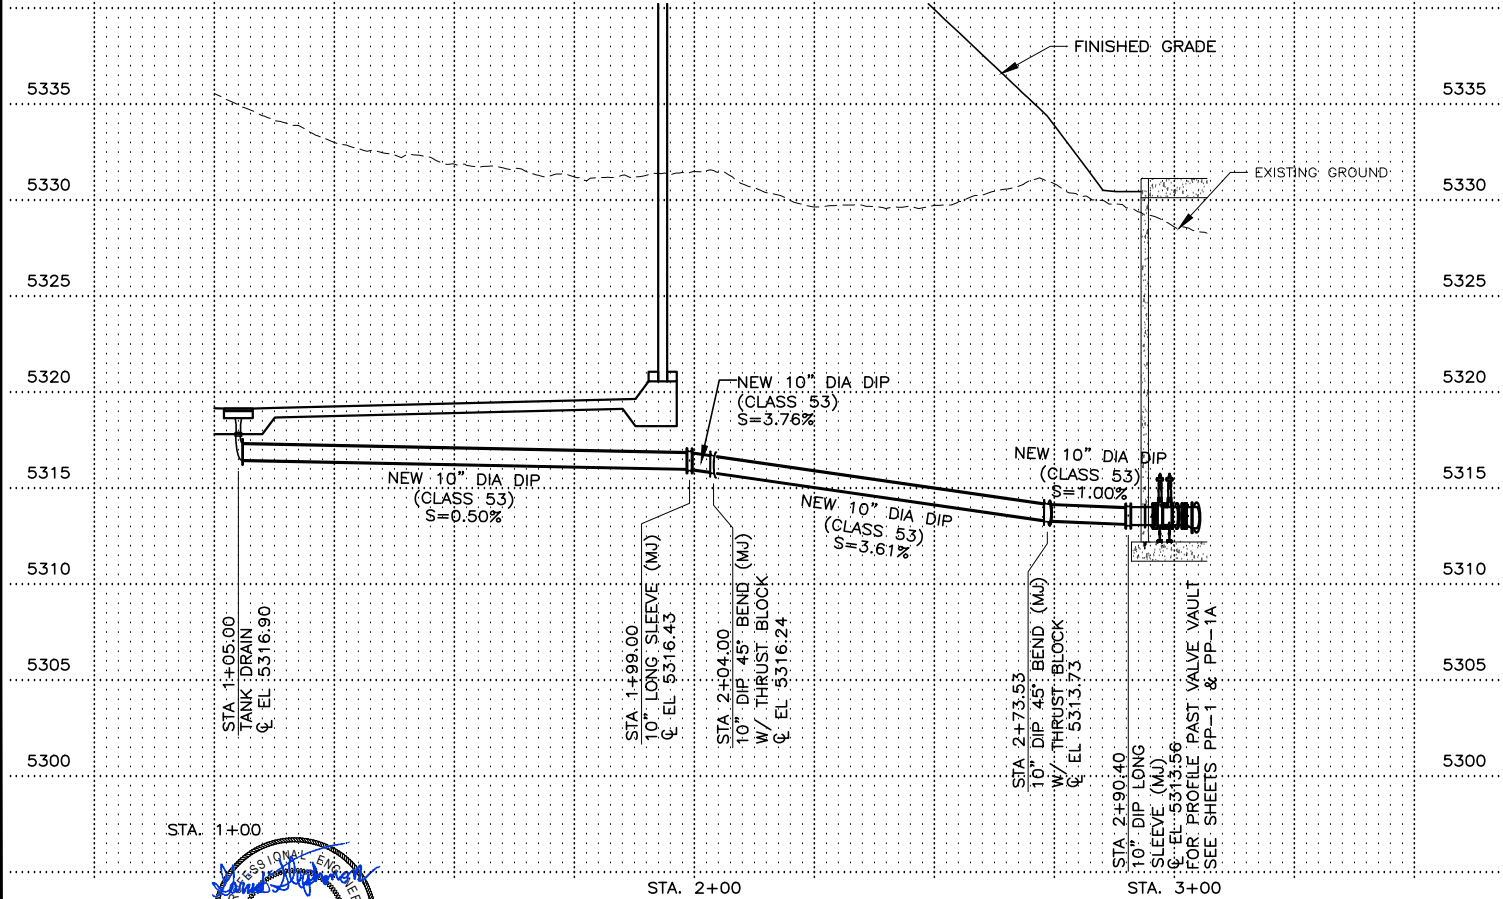 FINISHED GRADE
5335
5335
EXISTING GROUND
5330
5330
5325
5325
5320
5320
NEW 10" DIA DIP
(CLASS 53)
S=3.76%
5315
5315
NEW 10" DIA DIP
(CLASS 53)
S=0.50%
NEW 10" DIA DIP
(CLASS 53)
S=3.61%
NEW 10" DIA DIP
(CLASS 53)
S=1.00%
5310
5310
5305
5305
5300
5300
STA 1+05.00
TANK DRAIN
℄ EL 5316.90
STA 1+99.00
10" LONG SLEEVE (MJ)
℄ EL 5316.43
STA 2+04.00
10" DIP 45° BEND (MJ)
W/ THRUST BLOCK
℄ EL 5316.24
STA 2+73.53
10" DIP 45° BEND (MJ)
W/ THRUST BLOCK
℄ EL 5313.73
STA 2+90.40
10" DIP LONG
SLEEVE (MJ)
℄ EL 5313.56
FOR PROFILE PAST VALVE VAULT
SEE SHEETS PP-1 & PP-1A
STA. 1+00
STA. 2+00
STA. 3+00